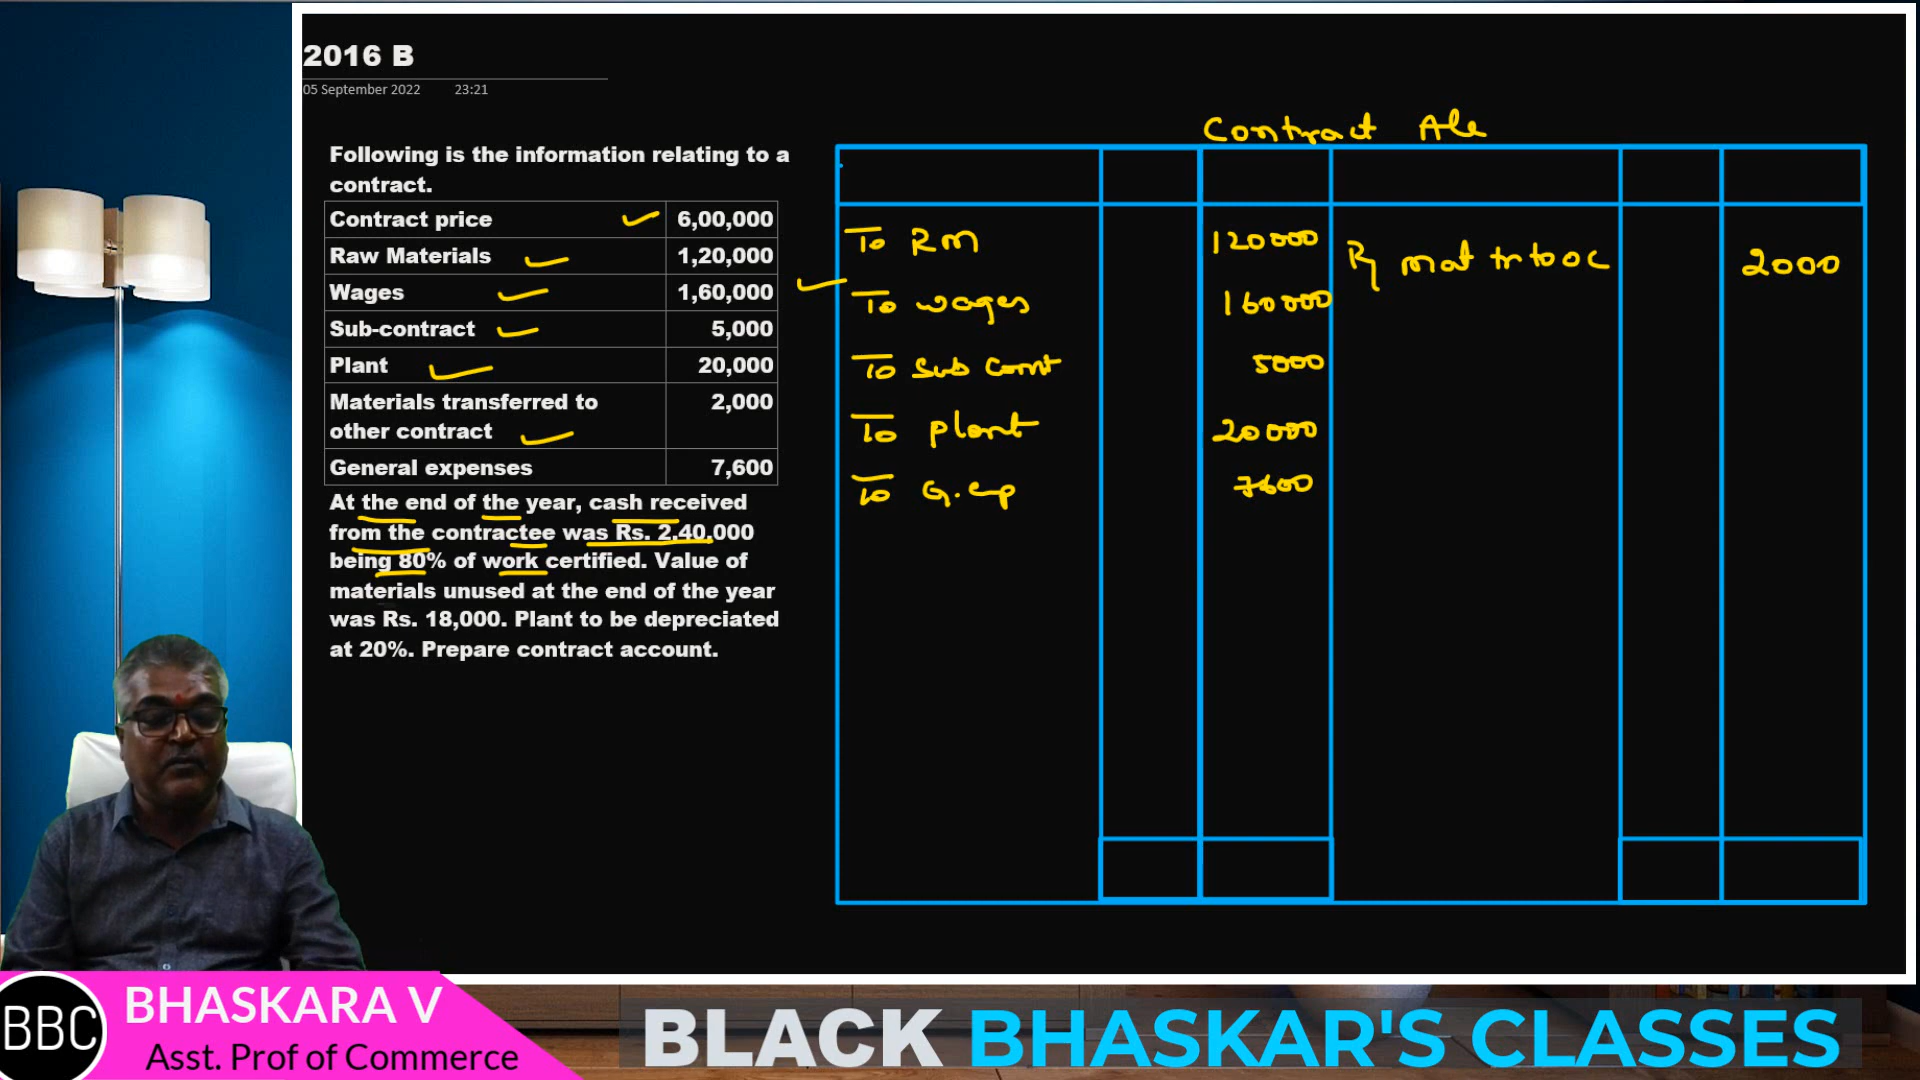 2016 B
05 September 2022 23:21
Following is the information relating to a
contract.
Contract price 6,00,000
Raw Materials 1,20,000
Wages 1,60,000
Sub-contract 5,000
Plant 20,000
Materials transferred to 2,000
other contract
General expenses 7,600
At the end of the year, cash received
from the contractee was Rs. 2,40,000
being 80% of work certified. Value of
materials unused at the end of the year
was Rs. 18,000. Plant to be depreciated
at 20%. Prepare contract account.
Contract A/c
To RM 120000 By mat tr to OC 2000
To wages 160000
To Sub Cont 5000
To plant 20000
To G.exp 7600
BBC
BHASKARA V
Asst. Prof of Commerce
BLACK BHASKAR'S CLASSES